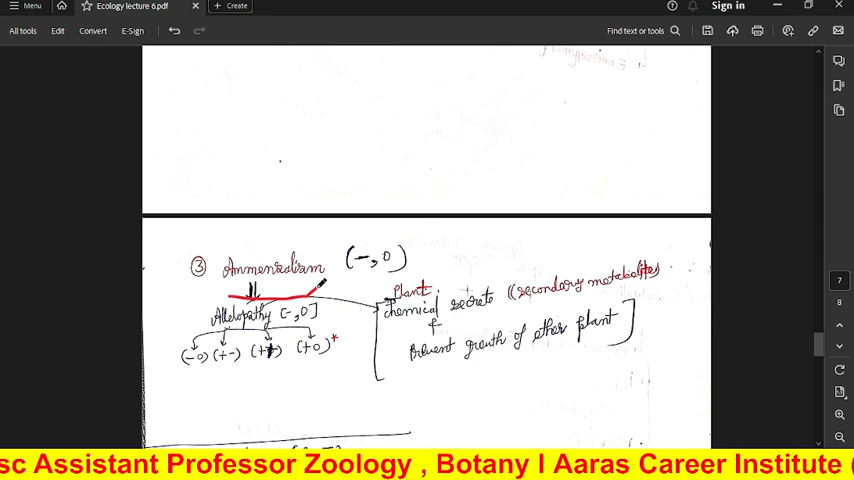 Menu
Ecology lecture 6.pdf
Create
Sign in
All tools
Edit
Convert
E-Sign
Find text or tools
③ Ammensalism (-, 0)
Allelopathy [-, 0]
(-0) (+-) (++) (+0)*
Plant
chemical secrete ((secondary metabolites
&
Prevent growth of other plant
7
8
sc Assistant Professor Zoology , Botany I Aaras Career Institute (